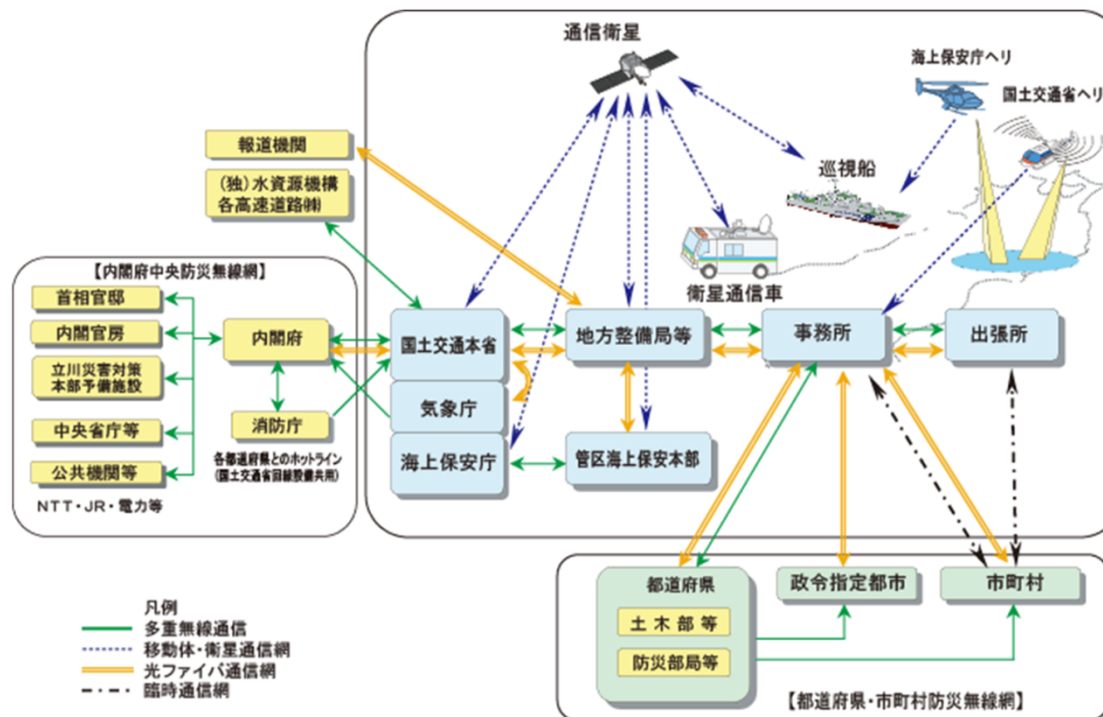 通信衛星
海上保安庁ヘリ
国土交通省ヘリ
報道機関
(独)水資源機構
各高速道路㈱
巡視船
衛星通信車
【内閣府中央防災無線網】
首相官邸
内閣官房
立川災害対策
本部予備施設
中央省庁等
公共機関等
NTT・JR・電力等
内閣府
消防庁
各都道府県とのホットライン
(国土交通省回線設備共用)
国土交通本省
気象庁
海上保安庁
地方整備局等
管区海上保安本部
事務所
出張所
都道府県
土木部等
防災部局等
政令指定都市
市町村
【都道府県・市町村防災無線網】
凡例
多重無線通信
移動体・衛星通信網
光ファイバ通信網
臨時通信網